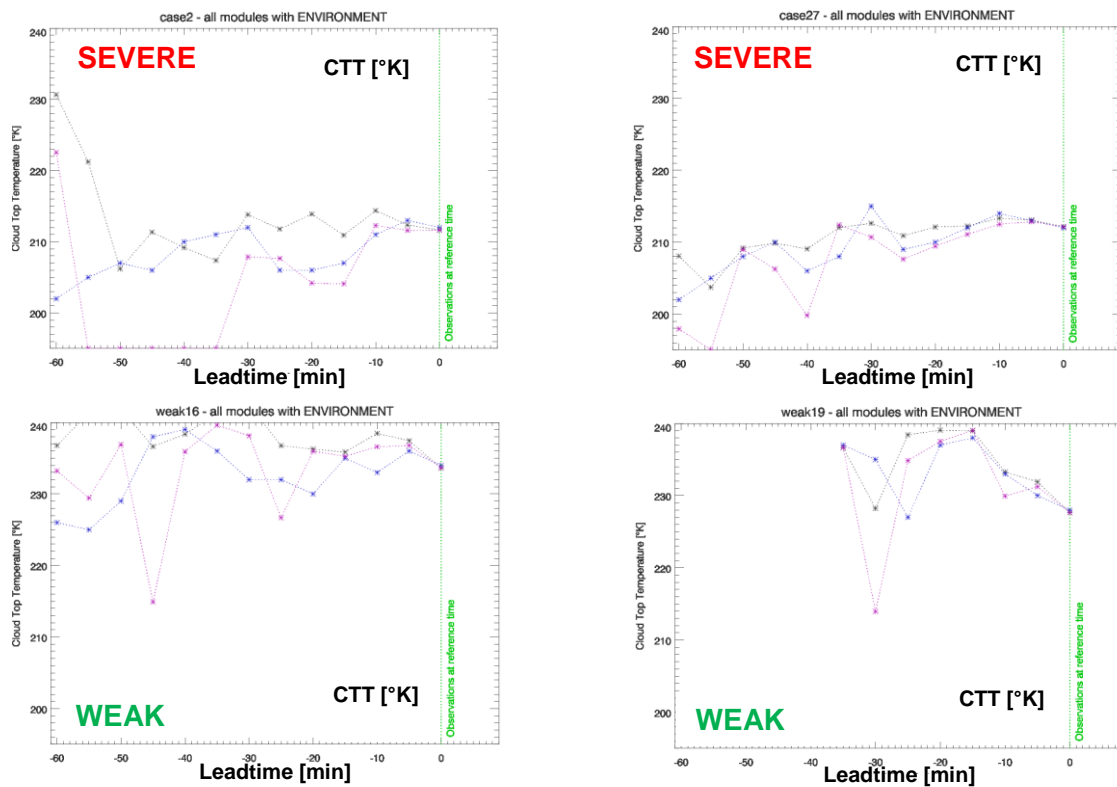 case2 - all modules with ENVIRONMENT
SEVERE
CTT [°K]
Cloud Top Temperature [°K]
240
230
220
210
200
Observations at reference time
-60 -50 -40 -30 -20 -10 0
Leadtime [min]
case27 - all modules with ENVIRONMENT
SEVERE
CTT [°K]
Cloud Top Temperature [°K]
240
230
220
210
200
Observations at reference time
-60 -50 -40 -30 -20 -10 0
Leadtime [min]
weak16 - all modules with ENVIRONMENT
Cloud Top Temperature [°K]
240
230
220
210
200
CTT [°K]
WEAK
Observations at reference time
-60 -50 -40 -30 -20 -10 0
Leadtime [min]
weak19 - all modules with ENVIRONMENT
Cloud Top Temperature [°K]
240
230
220
210
200
CTT [°K]
WEAK
Observations at reference time
-60 -50 -40 -30 -20 -10 0
Leadtime [min]